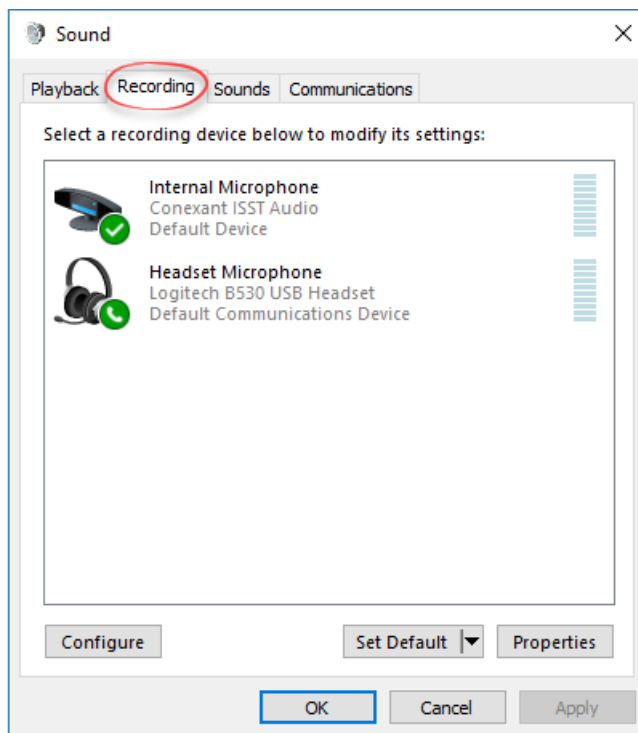 Sound
Playback Recording Sounds Communications
Select a recording device below to modify its settings:
Internal Microphone
Conexant ISST Audio
Default Device
Headset Microphone
Logitech B530 USB Headset
Default Communications Device
Configure Set Default Properties
OK Cancel Apply